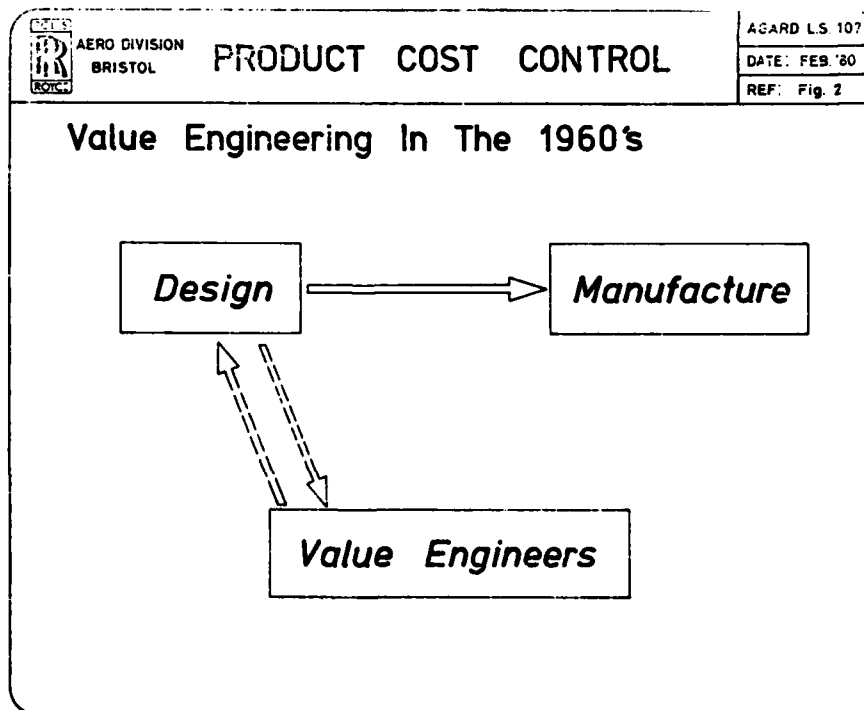 ROYCE
AERO DIVISION
BRISTOL
PRODUCT COST CONTROL
AGARD L.S. 107
DATE: FEB. '80
REF: Fig. 2
Value Engineering In The 1960's
Design
Manufacture
Value Engineers